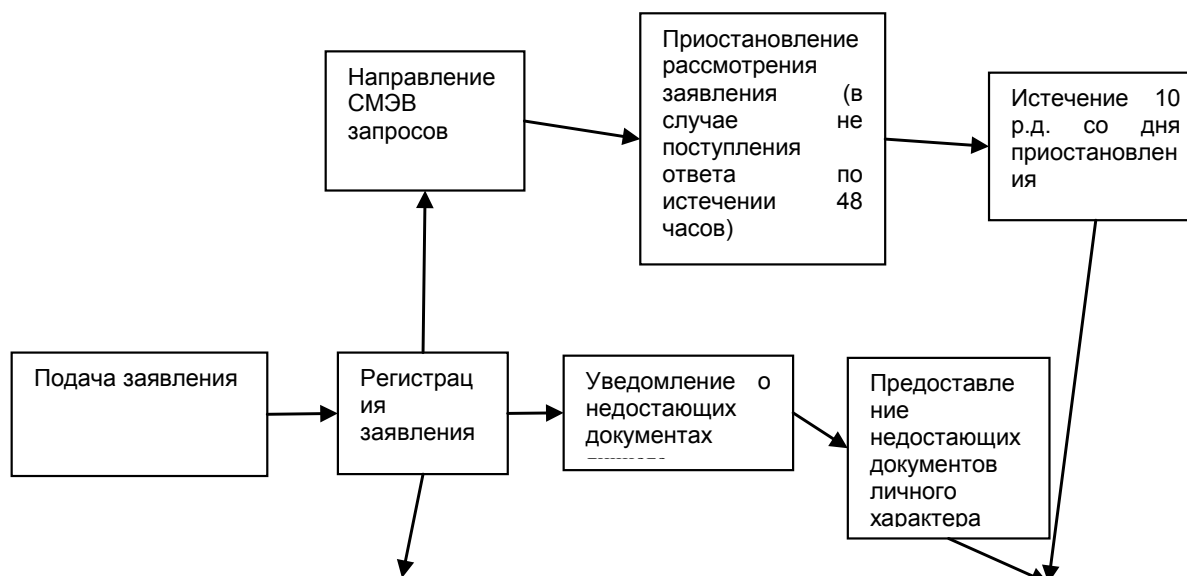 Направление
СМЭВ
запросов
Приостановление
рассмотрения
заявления (в
случае не
поступления
ответа по
истечении 48
часов)
Истечение 10
р.д. со дня
приостановлен
ия
Подача заявления
Регистрац
ия
заявления
Уведомление о
недостающих
документах
Предоставле
ние
недостающих
документов
личного
характера